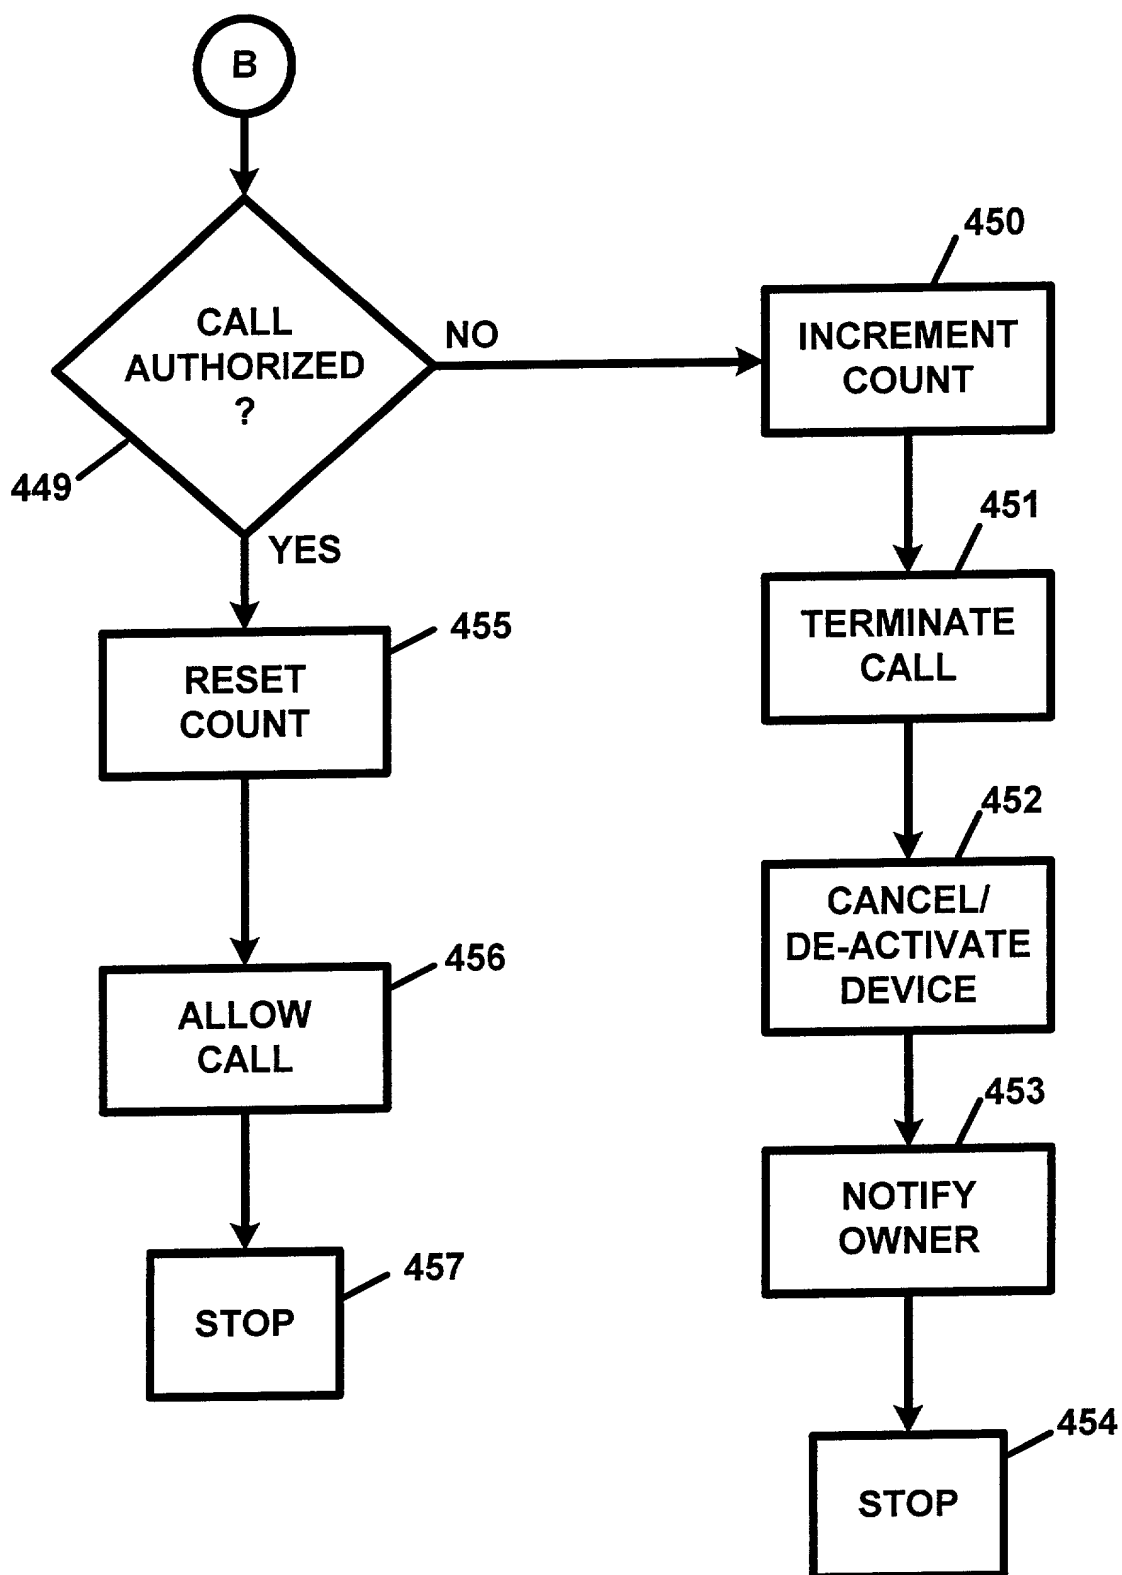 B
CALL
AUTHORIZED
?
449
NO
YES
450
INCREMENT
COUNT
451
TERMINATE
CALL
452
CANCEL/
DE-ACTIVATE
DEVICE
453
NOTIFY
OWNER
454
STOP
455
RESET
COUNT
456
ALLOW
CALL
457
STOP